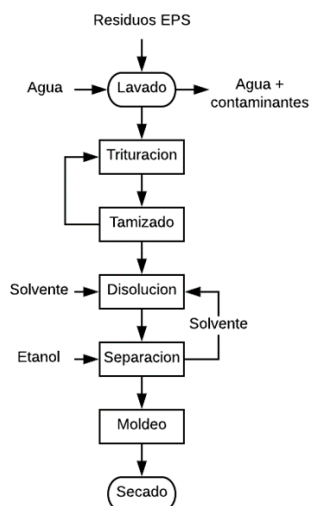 Residuos EPS
Agua
Lavado
Agua +
contaminantes
Trituracion
Tamizado
Solvente
Disolucion
Solvente
Etanol
Separacion
Moldeo
Secado